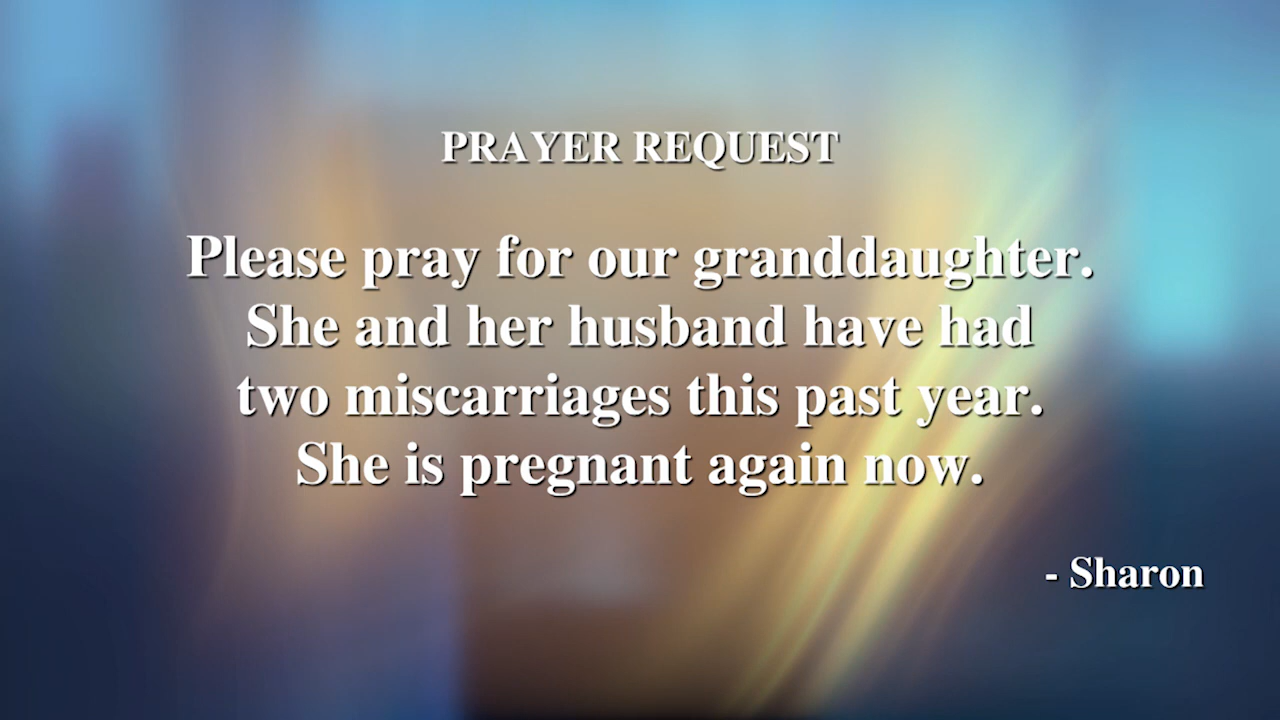 PRAYER REQUEST
Please pray for our granddaughter.
She and her husband have had
two miscarriages this past year.
She is pregnant again now.
- Sharon